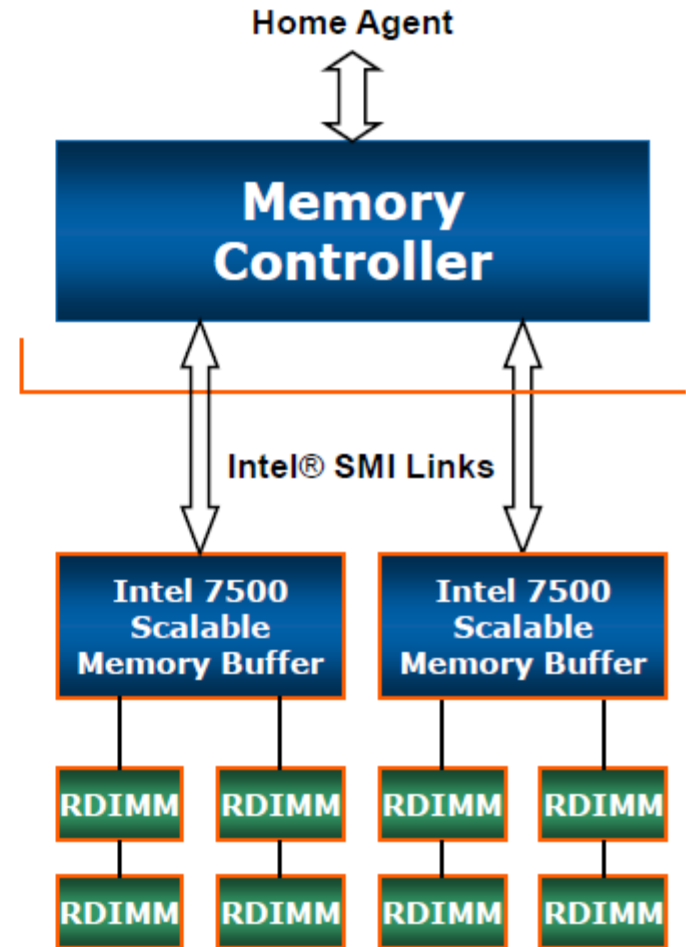 Home Agent
Memory
Controller
Intel® SMI Links
Intel 7500
Scalable
Memory Buffer
Intel 7500
Scalable
Memory Buffer
RDIMM
RDIMM
RDIMM
RDIMM
RDIMM
RDIMM
RDIMM
RDIMM